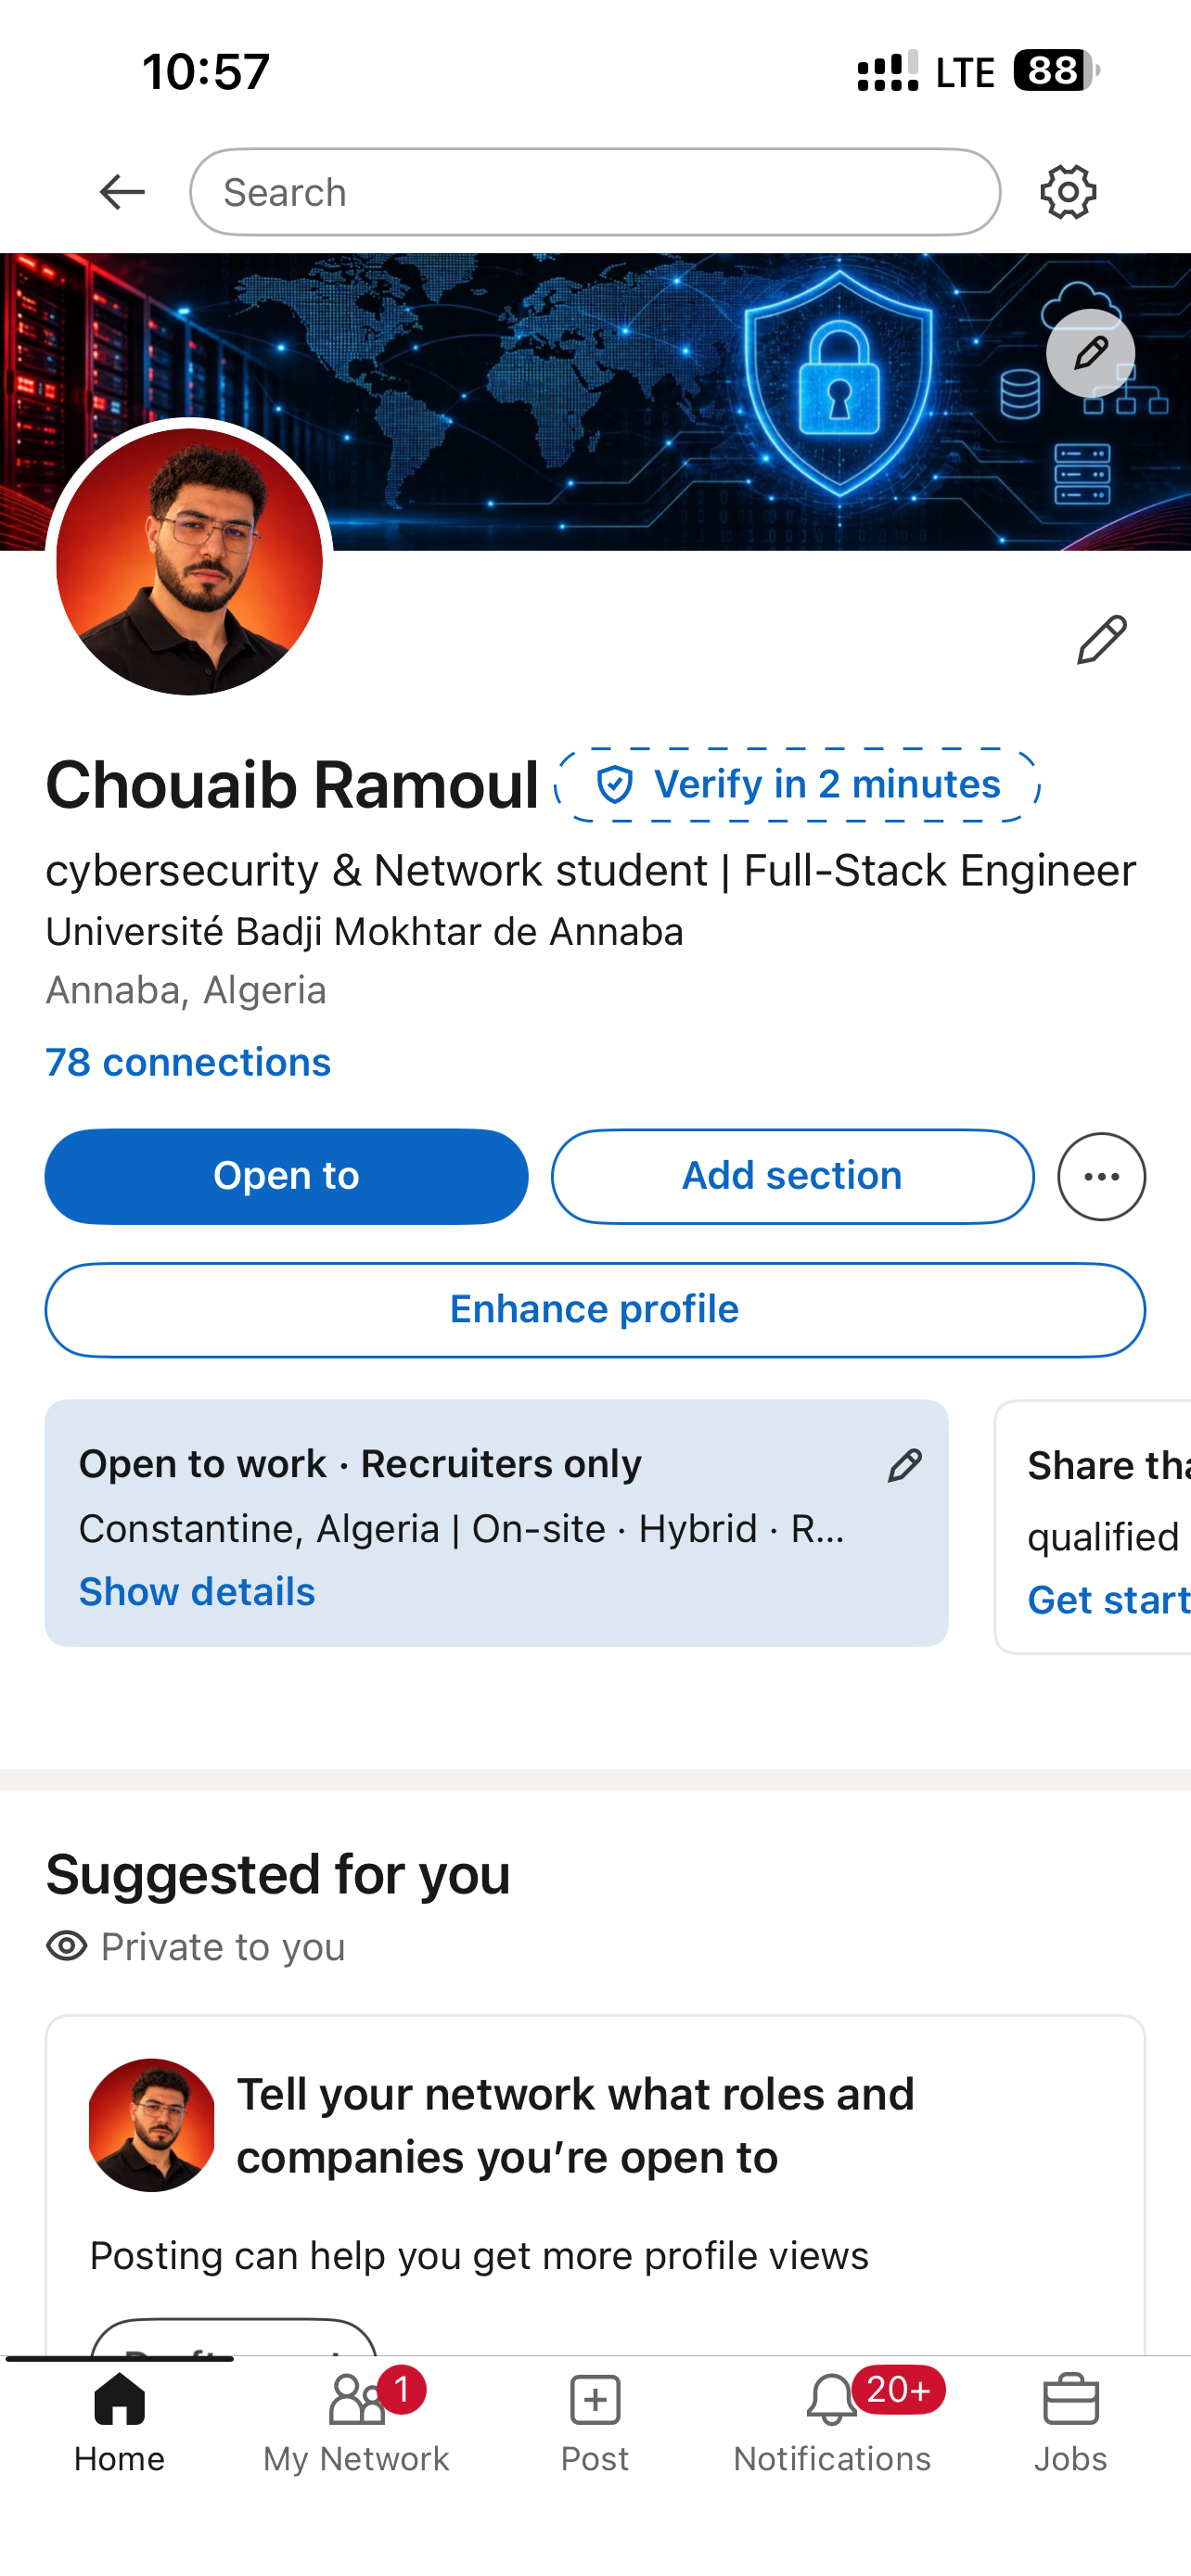 10:57
LTE 88
Search
Chouaib Ramoul Verify in 2 minutes
cybersecurity & Network student | Full-Stack Engineer
Université Badji Mokhtar de Annaba
Annaba, Algeria
78 connections
Open to Add section
Enhance profile
Open to work · Recruiters only
Constantine, Algeria | On-site · Hybrid · R...
Show details
Share tha
qualified
Get start
Suggested for you
Private to you
Tell your network what roles and
companies you’re open to
Posting can help you get more profile views
1 20+
Home My Network Post Notifications Jobs